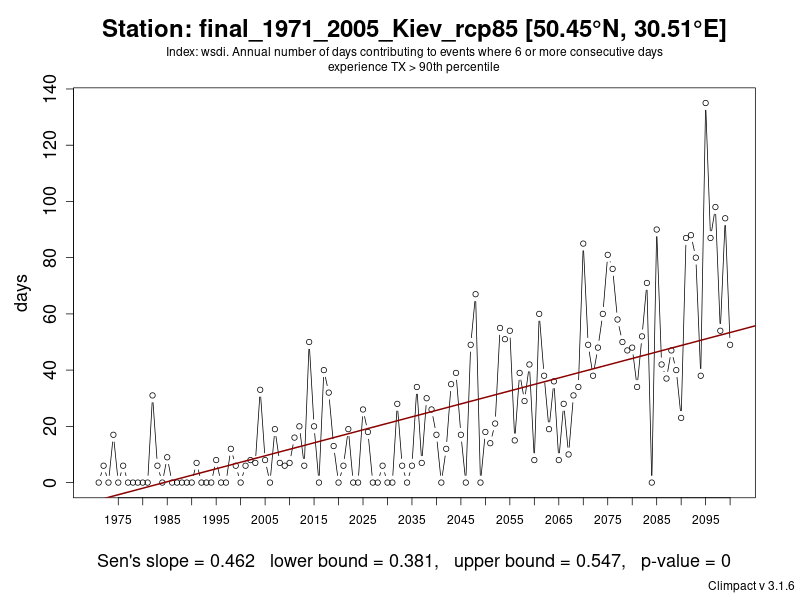 Station: final_1971_2005_Kiev_rcp85 [50.45°N, 30.51°E]
Index: wsdi. Annual number of days contributing to events where 6 or more consecutive days
experience TX > 90th percentile
140
120
100
80
60
40
20
0
days
1975 1985 1995 2005 2015 2025 2035 2045 2055 2065 2075 2085 2095
Sen's slope = 0.462 lower bound = 0.381, upper bound = 0.547, p-value = 0
Climpact v 3.1.6